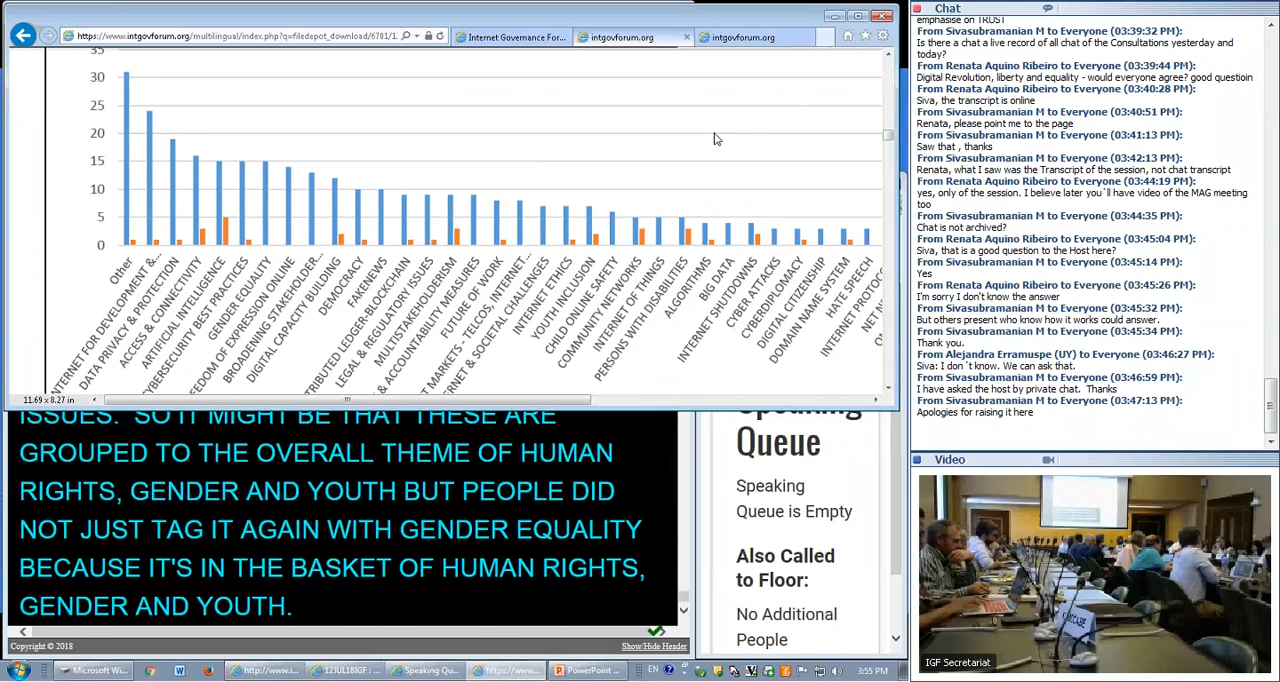 https://www.intgovforum.org/multilingual/index.php?q=filedepot_download/6701/1
Internet Governance For...
intgovforum.org
intgovforum.org
35
30
25
20
15
10
5
0
Other
INTERNET FOR DEVELOPMENT &...
DATA PRIVACY & PROTECTION
ACCESS & CONNECTIVITY
ARTIFICIAL INTELLIGENCE
CYBERSECURITY BEST PRACTICES
GENDER EQUALITY
EEDOM OF EXPRESSION ONLINE
BROADENING STAKEHOLDER...
DIGITAL CAPACITY BUILDING
DEMOCRACY
FAKENEWS
TRIBUTED LEDGER-BLOCKCHAIN
LEGAL & REGULATORY ISSUES
MULTISTAKEHOLDERISM
& ACCOUNTABILITY MEASURES
FUTURE OF WORK
T MARKETS - TELCOS, INTERNET...
RNET & SOCIETAL CHALLENGES
INTERNET ETHICS
YOUTH INCLUSION
CHILD ONLINE SAFETY
COMMUNITY NETWORKS
INTERNET OF THINGS
PERSONS WITH DISABILITIES
ALGORITHMS
BIG DATA
INTERNET SHUTDOWNS
CYBER ATTACKS
CYBERDIPLOMACY
DIGITAL CITIZENSHIP
DOMAIN NAME SYSTEM
HATE SPEECH
INTERNET PROTOC
NET N
11.69 x 8.27 in
ISSUES. SO IT MIGHT BE THAT THESE ARE
GROUPED TO THE OVERALL THEME OF HUMAN
RIGHTS, GENDER AND YOUTH BUT PEOPLE DID
NOT JUST TAG IT AGAIN WITH GENDER EQUALITY
BECAUSE IT'S IN THE BASKET OF HUMAN RIGHTS,
GENDER AND YOUTH.
Copyright © 2018
Show/Hide Header
Speaking
Queue
Speaking
Queue is Empty
Also Called
to Floor:
No Additional
People
Chat
emphasise on TRUST
From Sivasubramanian M to Everyone (03:39:32 PM):
Is there a chat a live record of all chat of the Consultations yesterday and
today?
From Renata Aquino Ribeiro to Everyone (03:39:44 PM):
Digital Revolution, liberty and equality - would everyone agree? good questioin
From Renata Aquino Ribeiro to Everyone (03:40:28 PM):
Siva, the transcript is online
From Sivasubramanian M to Everyone (03:40:51 PM):
Renata, please point me to the page
From Sivasubramanian M to Everyone (03:41:13 PM):
Saw that , thanks
From Sivasubramanian M to Everyone (03:42:13 PM):
Renata, what I saw was the Transcript of the session, not chat transcript
From Renata Aquino Ribeiro to Everyone (03:44:19 PM):
yes, only of the session. I believe later you`ll have video of the MAG meeting
too
From Sivasubramanian M to Everyone (03:44:35 PM):
Chat is not archived?
From Renata Aquino Ribeiro to Everyone (03:45:04 PM):
Siva, that is a good question to the Host here?
From Sivasubramanian M to Everyone (03:45:14 PM):
Yes
From Renata Aquino Ribeiro to Everyone (03:45:26 PM):
I'm sorry I don't know the answer
From Sivasubramanian M to Everyone (03:45:32 PM):
But others present who know how it works could answer.
From Sivasubramanian M to Everyone (03:45:34 PM):
Thank you.
From Alejandra Erramuspe (UY) to Everyone (03:46:27 PM):
Siva: I don´t know. We can ask that.
From Sivasubramanian M to Everyone (03:46:59 PM):
I have asked the host by private chat. Thanks
From Sivasubramanian M to Everyone (03:47:13 PM):
Apologies for raising it here
Video
IGF Secretariat
Microsoft Wi...
http://www.i...
12JUL18IGF :...
Speaking Qu...
https://www...
PowerPoint ...
EN
3:55 PM